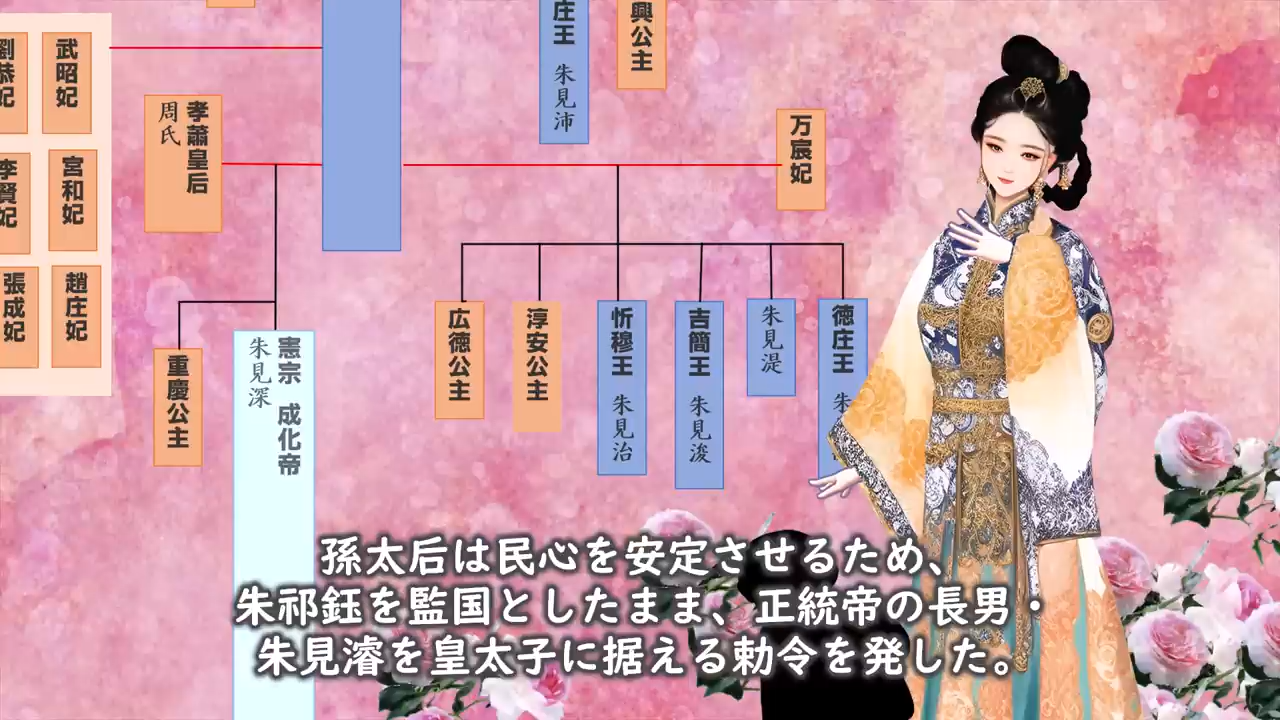 庄王 朱見沛
興公主
劉恭妃
武昭妃
孝蕭皇后
周氏
万宸妃
李賢妃
宮和妃
張成妃
趙庄妃
重慶公主
憲宗 成化帝
朱見深
広徳公主
淳安公主
忻穆王 朱見治
吉簡王 朱見浚
朱見湜
徳庄王 朱
孫太后は民心を安定させるため、
朱祁鈺を監国としたまま、正統帝の長男・
朱見濬を皇太子に据える勅令を発した。